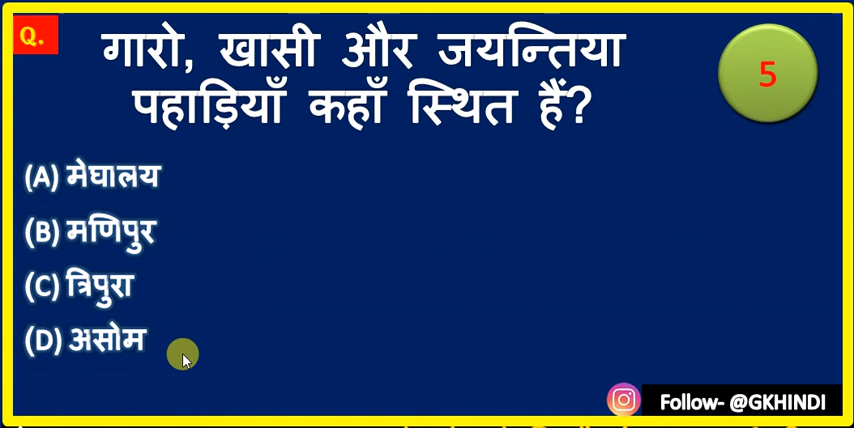 Q.
गारो, खासी और जयन्तिया
पहाड़ियाँ कहाँ स्थित हैं?
5
(A) मेघालय
(B) मणिपुर
(C) त्रिपुरा
(D) असोम
Follow- @GKHINDI